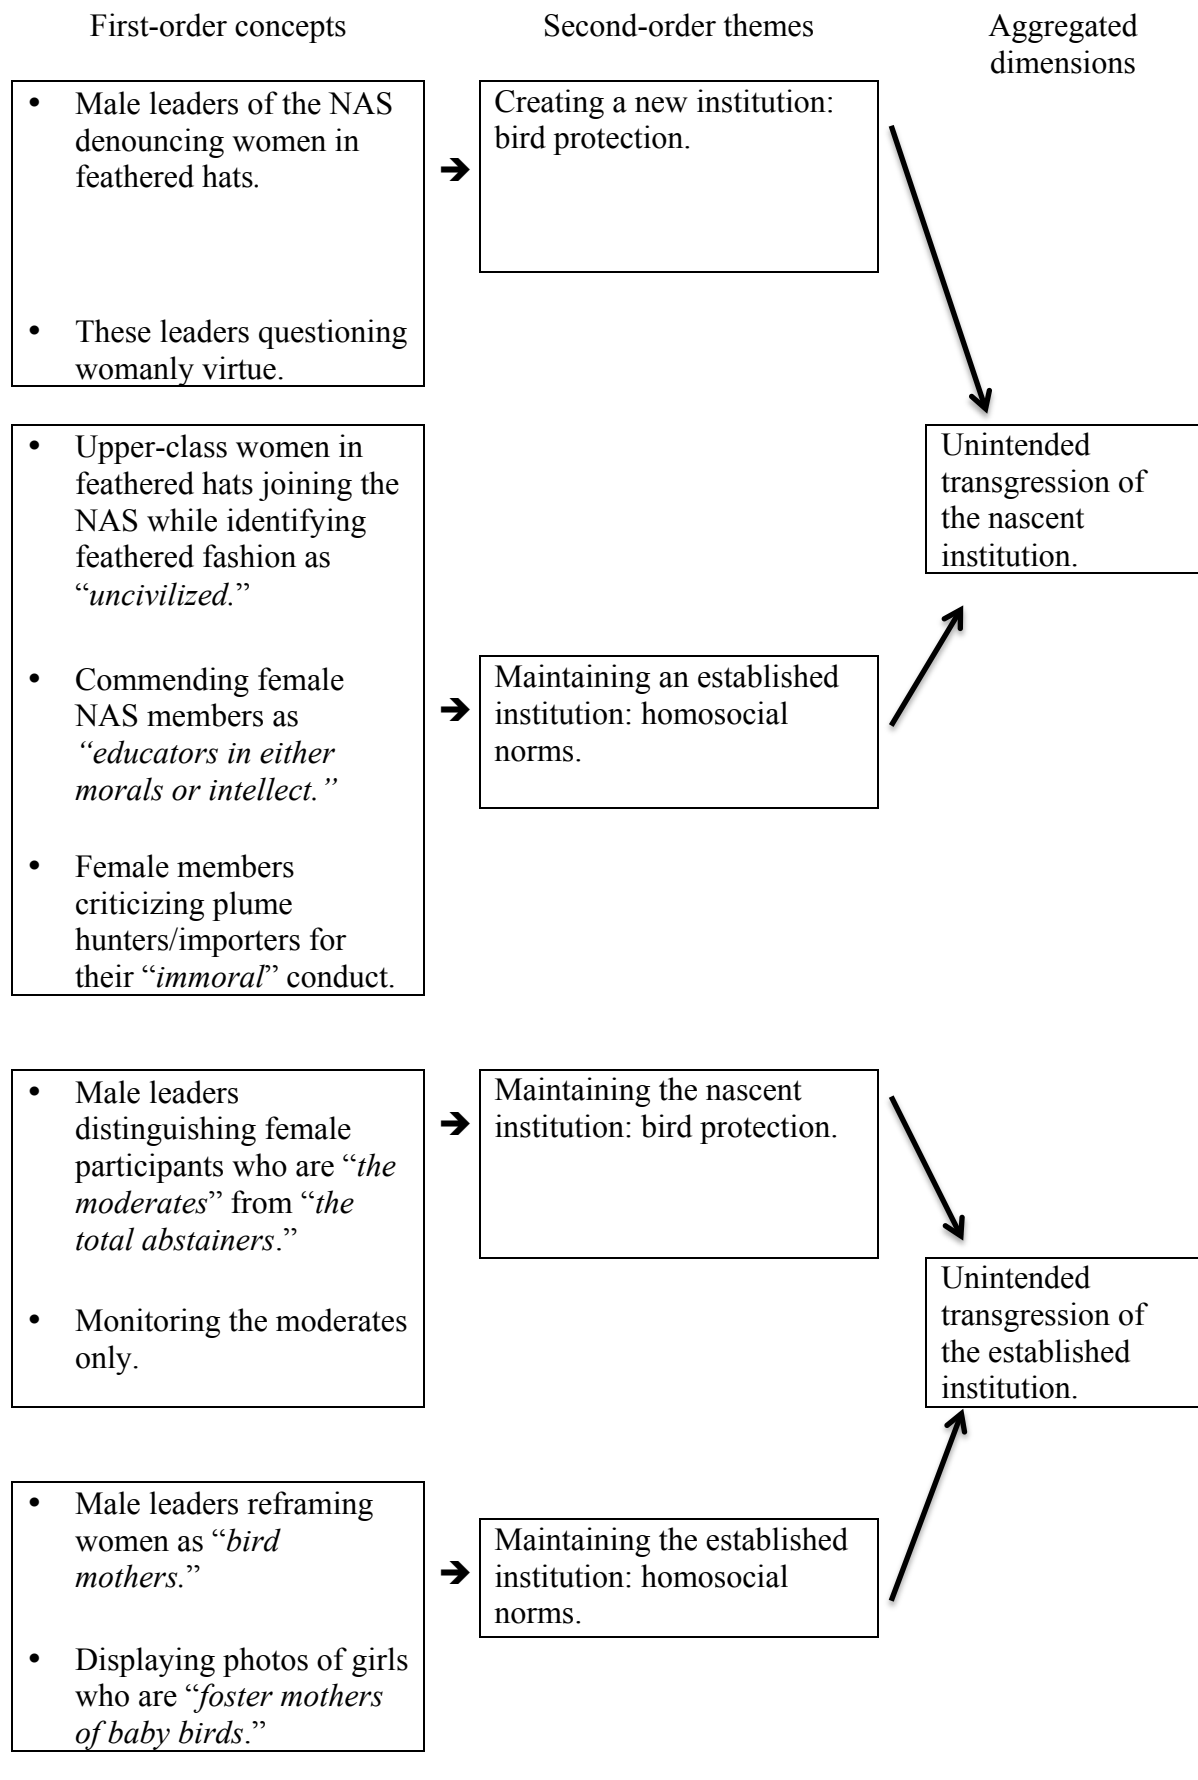 First-order concepts
Second-order themes
Aggregated
dimensions
• Male leaders of the NAS
denouncing women in
feathered hats.
• These leaders questioning
womanly virtue.
➔
Creating a new institution:
bird protection.
• Upper-class women in
feathered hats joining the
NAS while identifying
feathered fashion as
“uncivilized.”
• Commending female
NAS members as
“educators in either
morals or intellect.”
• Female members
criticizing plume
hunters/importers for
their “immoral” conduct.
➔
Maintaining an established
institution: homosocial
norms.
Unintended
transgression of
the nascent
institution.
• Male leaders
distinguishing female
participants who are “the
moderates” from “the
total abstainers.”
• Monitoring the moderates
only.
➔
Maintaining the nascent
institution: bird protection.
• Male leaders reframing
women as “bird
mothers.”
• Displaying photos of girls
who are “foster mothers
of baby birds.”
➔
Maintaining the established
institution: homosocial
norms.
Unintended
transgression of
the established
institution.